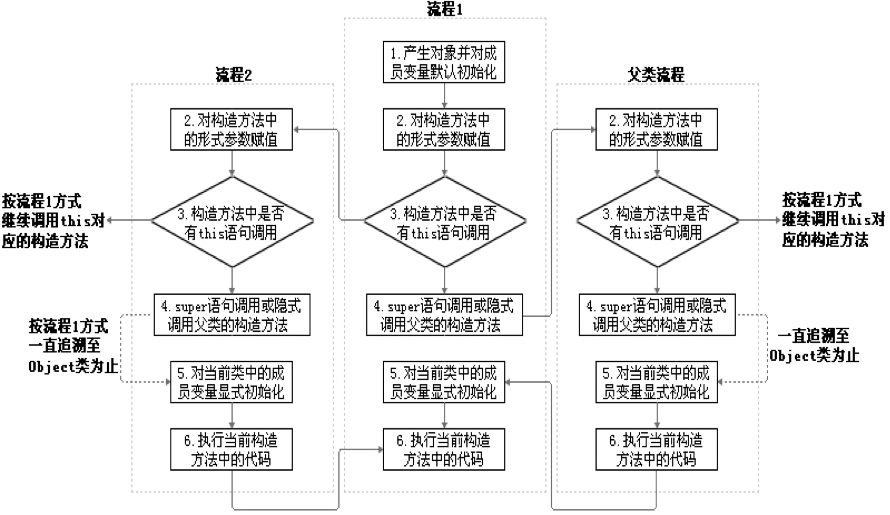 流程1
1.产生对象并对成
员变量默认初始化
2.对构造方法中
的形式参数赋值
3.构造方法中是否
有this语句调用
4.super语句调用或隐式
调用父类的构造方法
5.对当前类中的成
员变量显式初始化
6.执行当前构造
方法中的代码
流程2
2.对构造方法中
的形式参数赋值
3.构造方法中是否
有this语句调用
按流程1方式
继续调用this对
应的构造方法
4.super语句调用或隐式
调用父类的构造方法
按流程1方式
一直追溯至
Object类为止
5.对当前类中的成
员变量显式初始化
6.执行当前构造
方法中的代码
父类流程
2.对构造方法中
的形式参数赋值
3.构造方法中是否
有this语句调用
按流程1方式
继续调用this对
应的构造方法
4.super语句调用或隐式
调用父类的构造方法
一直追溯至
Object类为止
5.对当前类中的成
员变量显式初始化
6.执行当前构造
方法中的代码